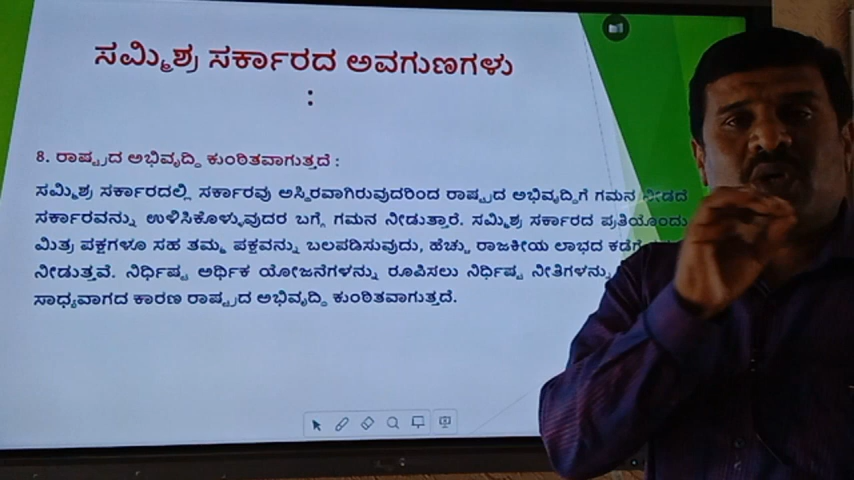 ಸಮ್ಮಿಶ್ರ ಸರ್ಕಾರದ ಅವಗುಣಗಳು
:
8. ರಾಷ್ಟ್ರದ ಅಭಿವೃದ್ದಿ ಕುಂಠಿತವಾಗುತ್ತದೆ :
ಸಮ್ಮಿಶ್ರ ಸರ್ಕಾರದಲ್ಲಿ ಸರ್ಕಾರವು ಅಸ್ಥಿರವಾಗಿರುವುದರಿಂದ ರಾಷ್ಟ್ರದ ಅಭಿವೃದ್ದಿಗೆ ಗಮನ ನೀಡದೆ
ಸರ್ಕಾರವನ್ನು ಉಳಿಸಿಕೊಳ್ಳುವುದರ ಬಗ್ಗೆ ಗಮನ ನೀಡುತ್ತಾರೆ. ಸಮ್ಮಿಶ್ರ ಸರ್ಕಾರದ ಪ್ರತಿಯೊಂದು
ಮಿತ್ರ ಪಕ್ಷಗಳೂ ಸಹ ತಮ್ಮ ಪಕ್ಷವನ್ನು ಬಲಪಡಿಸುವುದು, ಹೆಚ್ಚು ರಾಜಕೀಯ ಲಾಭದ ಕಡೆಗೆ
ನೀಡುತ್ತವೆ. ನಿರ್ಧಿಷ್ಟ ಆರ್ಥಿಕ ಯೋಜನೆಗಳನ್ನು ರೂಪಿಸಲು ನಿರ್ಧಿಷ್ಟ ನೀತಿಗಳನ್ನು
ಸಾಧ್ಯವಾಗದ ಕಾರಣ ರಾಷ್ಟ್ರದ ಅಭಿವೃದ್ದಿ ಕುಂಠಿತವಾಗುತ್ತದೆ.